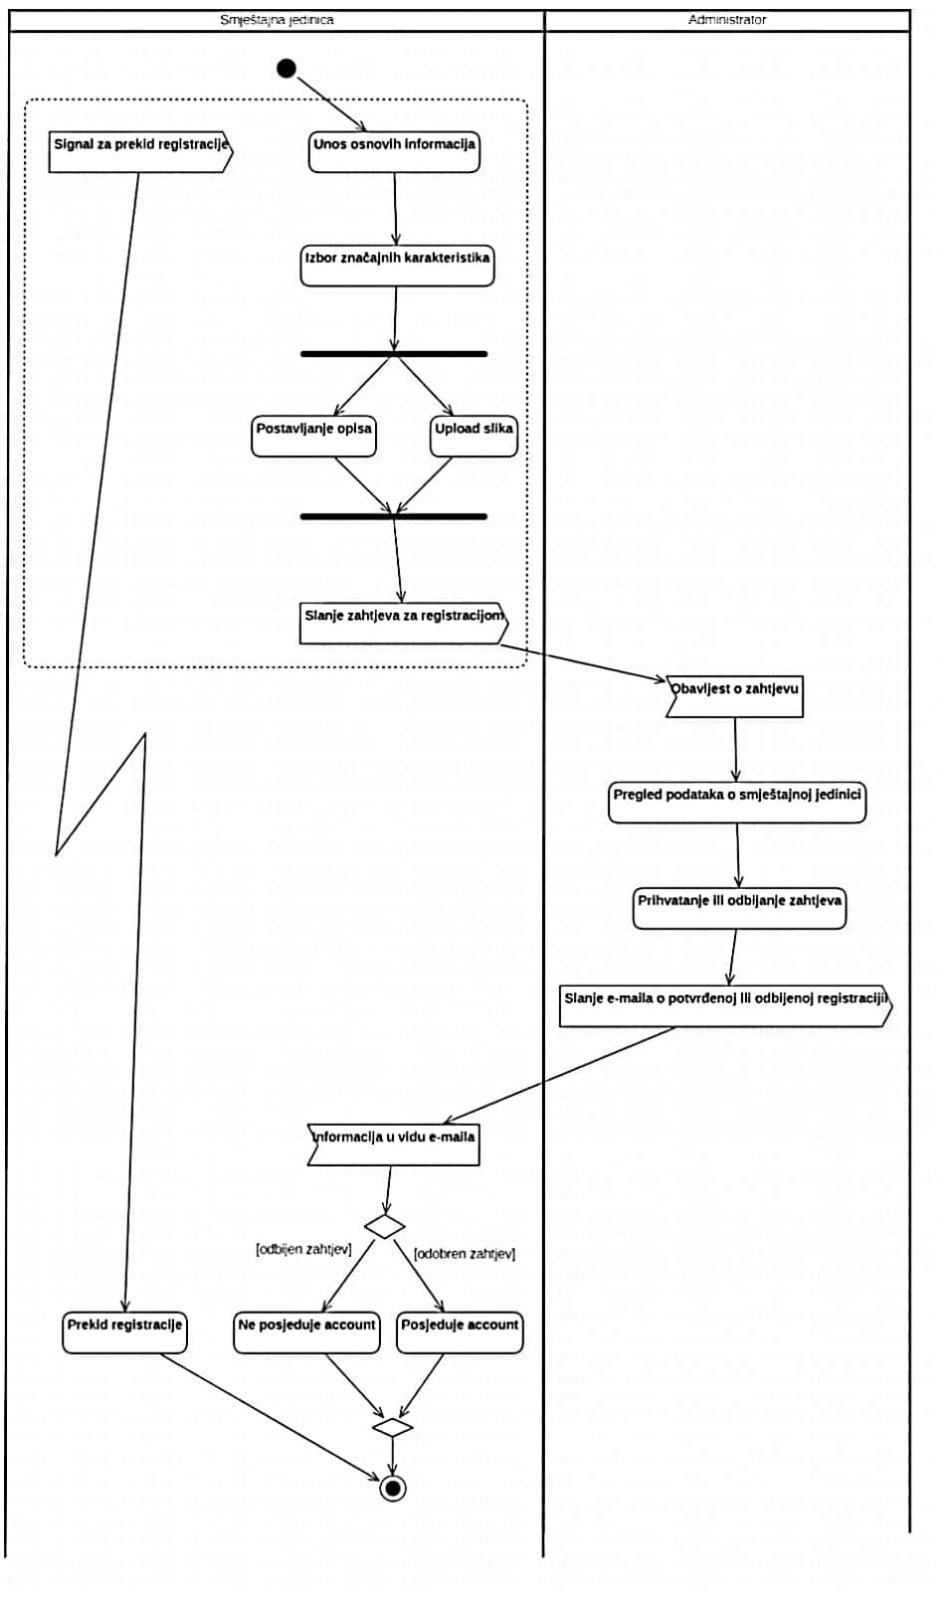 Smještajna jedinica
Administrator
Signal za prekid registracije
Unos osnovih informacija
Izbor značajnih karakteristika
Postavljanje opisa
Upload slika
Slanje zahtjeva za registracijom
Obavijest o zahtjevu
Pregled podataka o smještajnoj jedinici
Prihvatanje ili odbijanje zahtjeva
Slanje e-maila o potvrđenoj ili odbijenoj registraciji
Informacija u vidu e-maila
[odbijen zahtjev]
[odobren zahtjev]
Prekid registracije
Ne posjeduje account
Posjeduje account